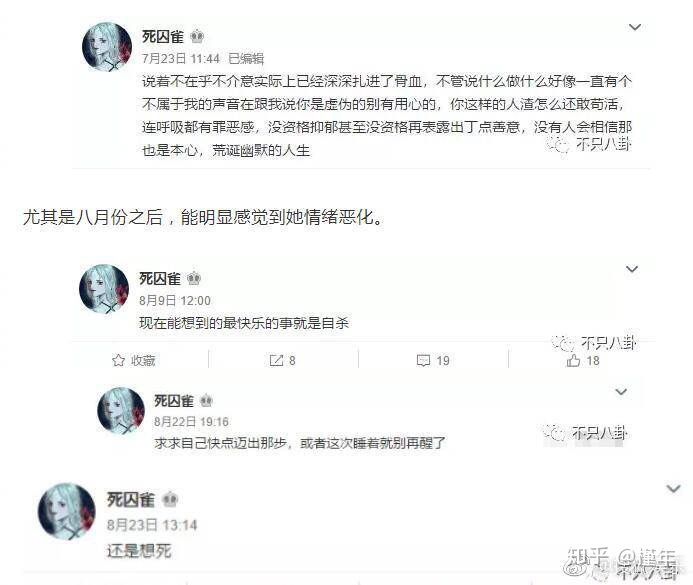 死囚雀
7月23日 11:44 已编辑
说着不在乎不介意实际上已经深深扎进了骨血，不管说什么做什么好像一直有个
不属于我的声音在跟我说你是虚伪的别有用心的，你这样的人渣怎么还敢苟活，
连呼吸都有罪恶感，没资格抑郁甚至没资格再表露出丁点善意，没有人会相信那
也是本心，荒诞幽默的人生
不只八卦
尤其是八月份之后，能明显感觉到她情绪恶化。
死囚雀
8月9日 12:00
现在能想到的最快乐的事就是自杀
不只八卦
收藏 8 19 18
死囚雀
8月22日 19:16
不只八卦
求求自己快点迈出那步，或者这次睡着就别再醒了
死囚雀
8月23日 13:14
还是想死
知乎 @槿年
不只八卦